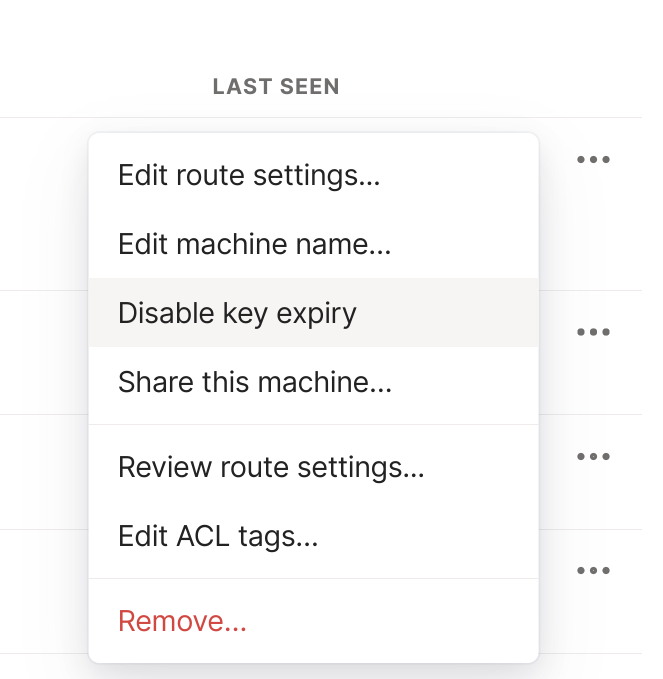 LAST SEEN
Edit route settings...
Edit machine name...
Disable key expiry
Share this machine...
Review route settings...
Edit ACL tags...
Remove...